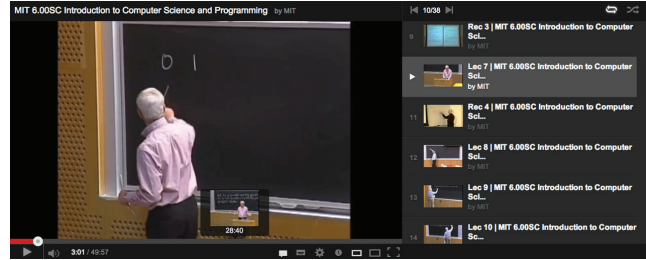 MIT 6.00SC Introduction to Computer Science and Programming by MIT
0 1
28:40
3:01 / 49:57
10/38
9
Rec 3 | MIT 6.00SC Introduction to Computer
Sci...
by MIT
Lec 7 | MIT 6.00SC Introduction to Computer
Sci...
by MIT
11
Rec 4 | MIT 6.00SC Introduction to Computer
Sci...
by MIT
12
Lec 8 | MIT 6.00SC Introduction to Computer
Sci...
by MIT
13
Lec 9 | MIT 6.00SC Introduction to Computer
Sci...
by MIT
14
Lec 10 | MIT 6.00SC Introduction to Computer
S...